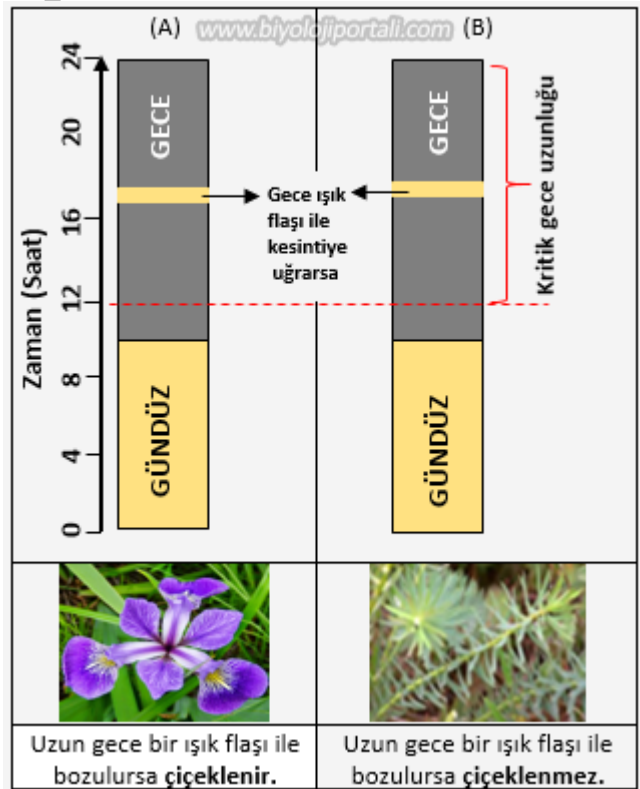 (A) www.biyolojiportali.com (B)
24
20
16
12
8
4
0
Zaman (Saat)
GECE
GÜNDÜZ
Gece ışık
flaşı ile
kesintiye
uğrarsa
GECE
GÜNDÜZ
Kritik gece uzunluğu
Uzun gece bir ışık flaşı ile
bozulursa çiçeklenir.
Uzun gece bir ışık flaşı ile
bozulursa çiçeklenmez.